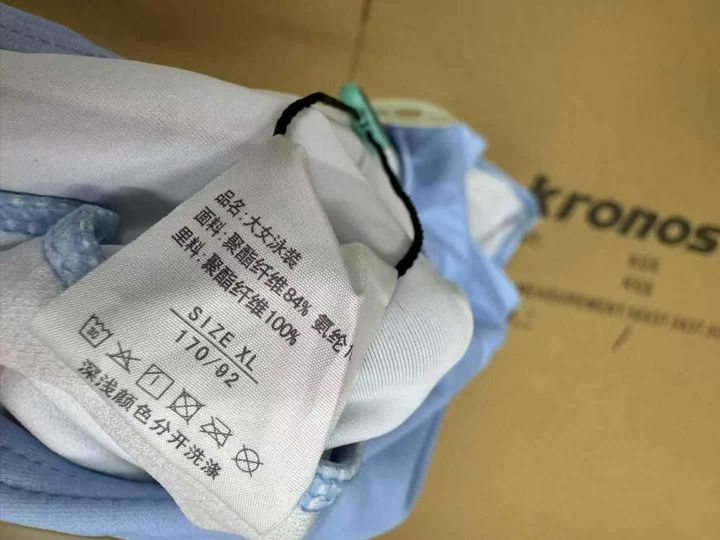 品名:大女泳装
面料:聚酯纤维84% 氨纶1
里料:聚酯纤维100%
SIZE XL
170/92
30
深浅颜色分开洗涤
kronos